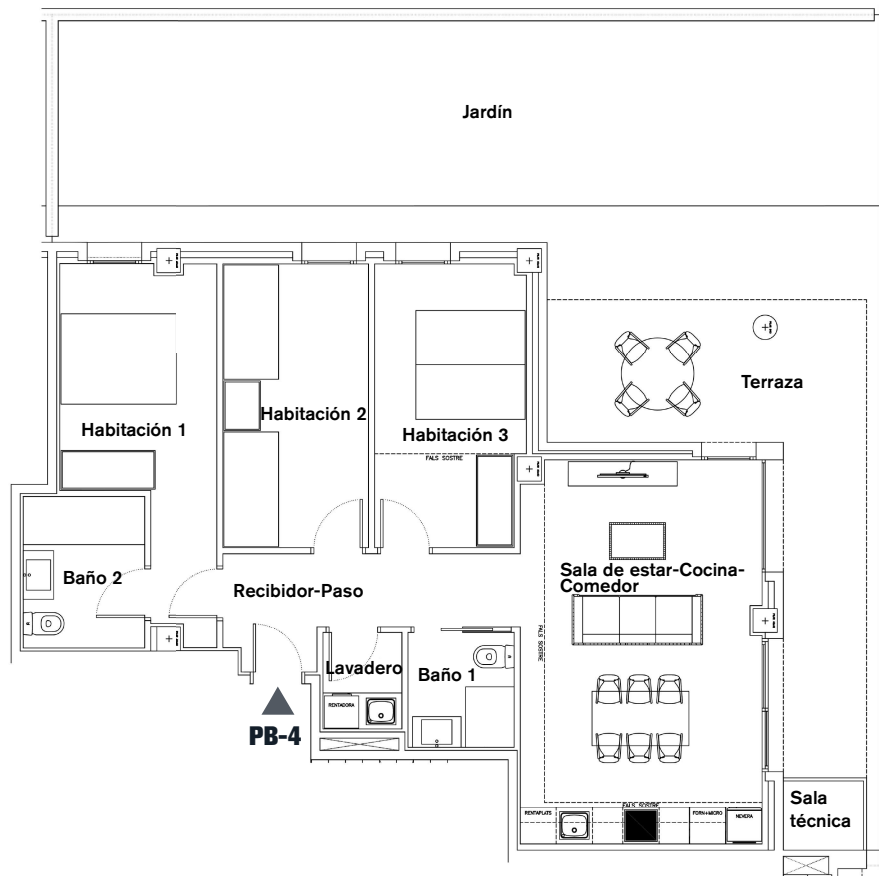 Jardín
Terraza
Habitación 1
Habitación 2
Habitación 3
FALS SOSTRE
Sala de estar-Cocina-
Comedor
Baño 2
Recibidor-Paso
FALS SOSTRE
Lavadero
Baño 1
RENTADORA
PB-4
FALS SOSTRE
RENTAPLATS
FORN+MICRO
NEVERA
Sala
técnica